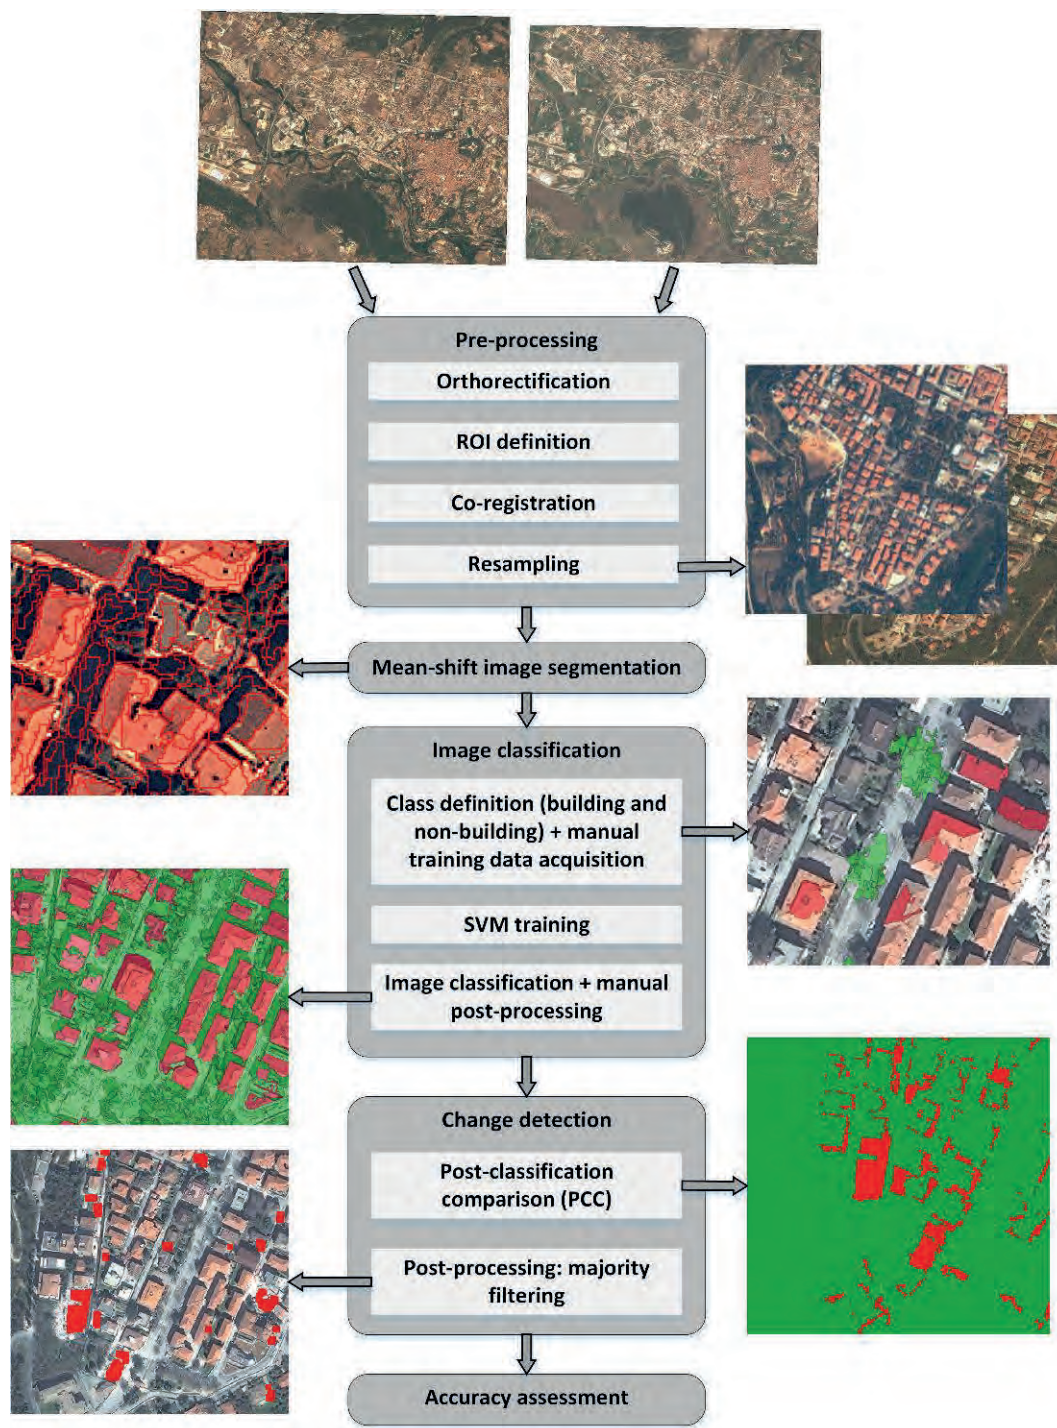 Pre-processing
Orthorectification
ROI definition
Co-registration
Resampling
Mean-shift image segmentation
Image classification
Class definition (building and
non-building) + manual
training data acquisition
SVM training
Image classification + manual
post-processing
Change detection
Post-classification
comparison (PCC)
Post-processing: majority
filtering
Accuracy assessment